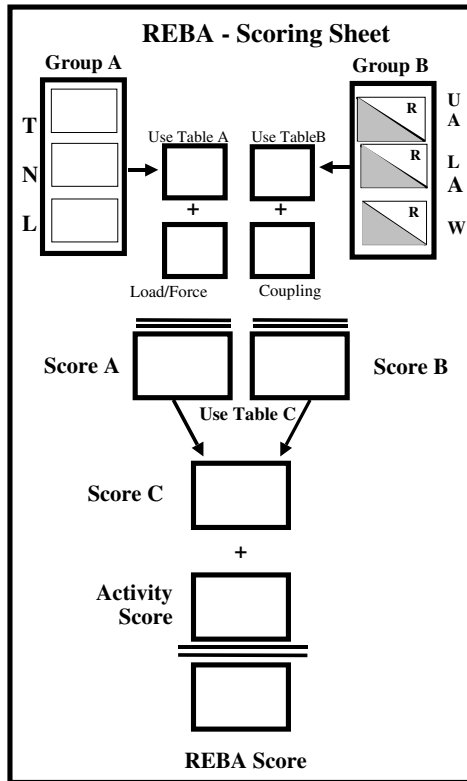 REBA - Scoring Sheet
Group A
Group B
T
N
L
Use Table A
Use TableB
R
U
A
R
L
A
R
W
+
+
Load/Force
Coupling
Score A
Score B
Use Table C
Score C
+
Activity
Score
REBA Score